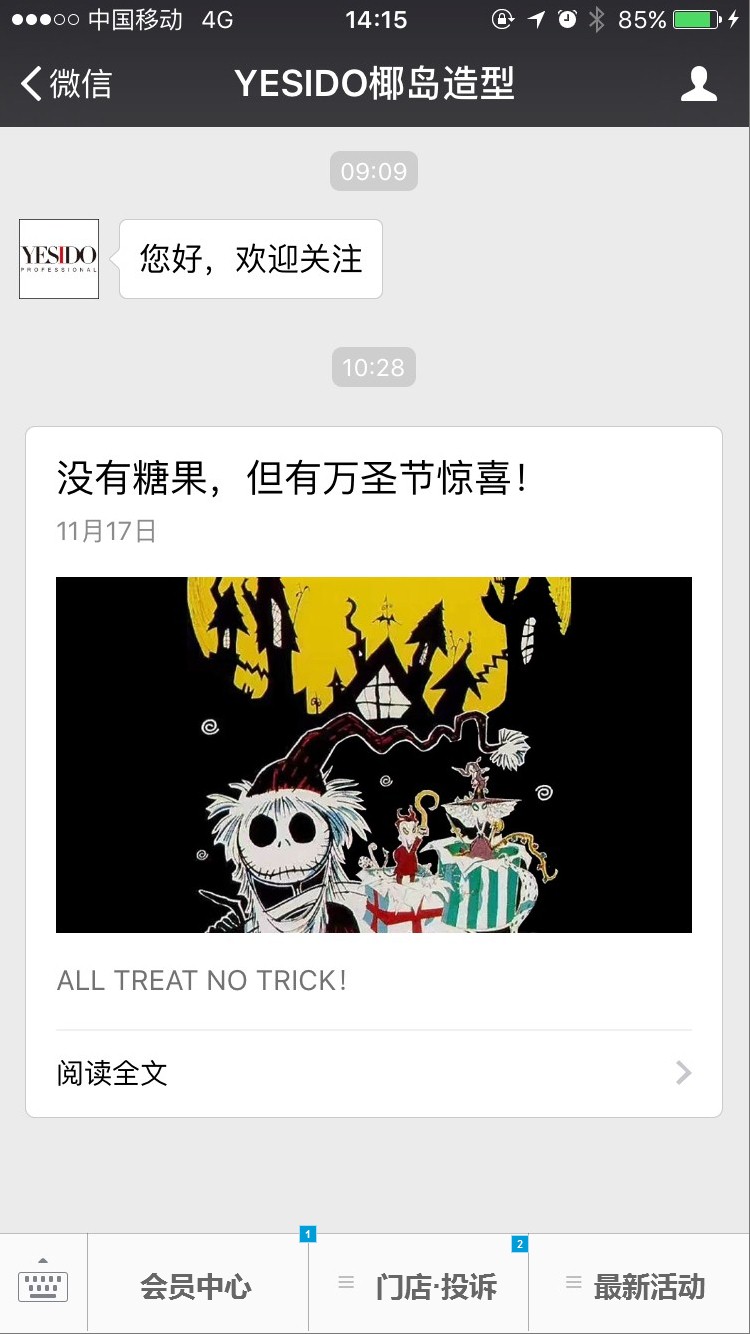 中国移动 4G 14:15 85%
微信 YESIDO椰岛造型
09:09
YESIDO
PROFESSIONAL
您好，欢迎关注
10:28
没有糖果，但有万圣节惊喜！
11月17日
ALL TREAT NO TRICK！
阅读全文
1
2
会员中心 门店·投诉 最新活动